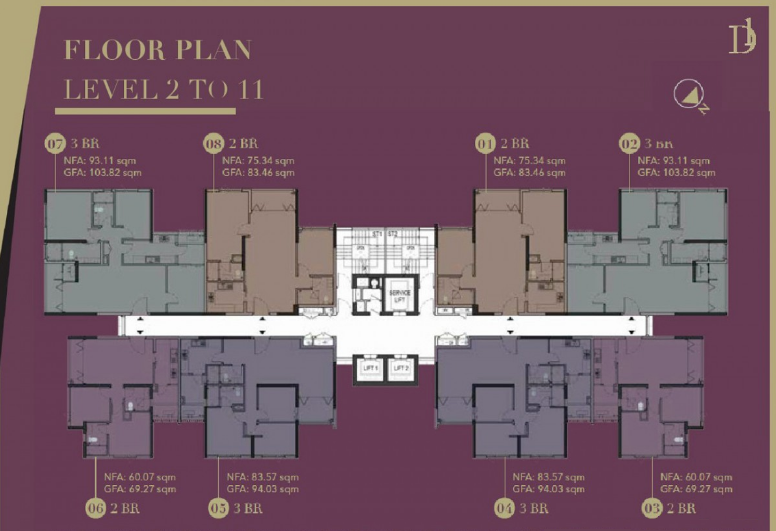 D1
FLOOR PLAN
LEVEL 2 TO 11
N
07 3 BR
NFA: 93.11 sqm
GFA: 103.82 sqm
08 2 BR
NFA: 75.34 sqm
GFA: 83.46 sqm
01 2 BR
NFA: 75.34 sqm
GFA: 83.46 sqm
02 3 BR
NFA: 93.11 sqm
GFA: 103.82 sqm
ST1 ST2
SERVICE
LIFT
LIFT 1 LIFT 2
NFA: 60.07 sqm
GFA: 69.27 sqm
06 2 BR
NFA: 83.57 sqm
GFA: 94.03 sqm
05 3 BR
NFA: 83.57 sqm
GFA: 94.03 sqm
04 3 BR
NFA: 60.07 sqm
GFA: 69.27 sqm
03 2 BR